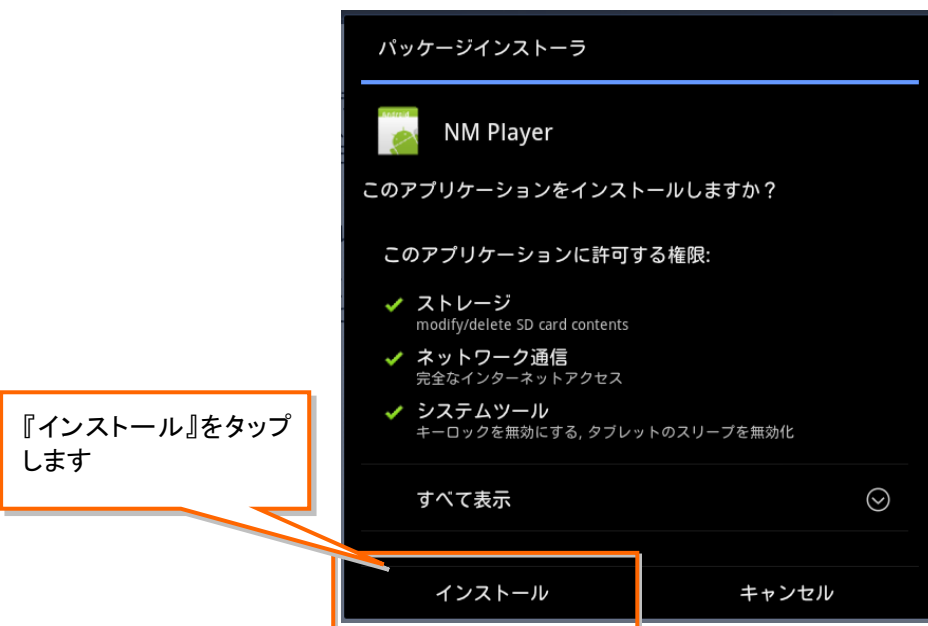 パッケージインストーラ
NM Player
このアプリケーションをインストールしますか？
このアプリケーションに許可する権限:
ストレージ
modify/delete SD card contents
ネットワーク通信
完全なインターネットアクセス
システムツール
キーロックを無効にする, タブレットのスリープを無効化
『インストール』をタップ
します
すべて表示
インストール
キャンセル